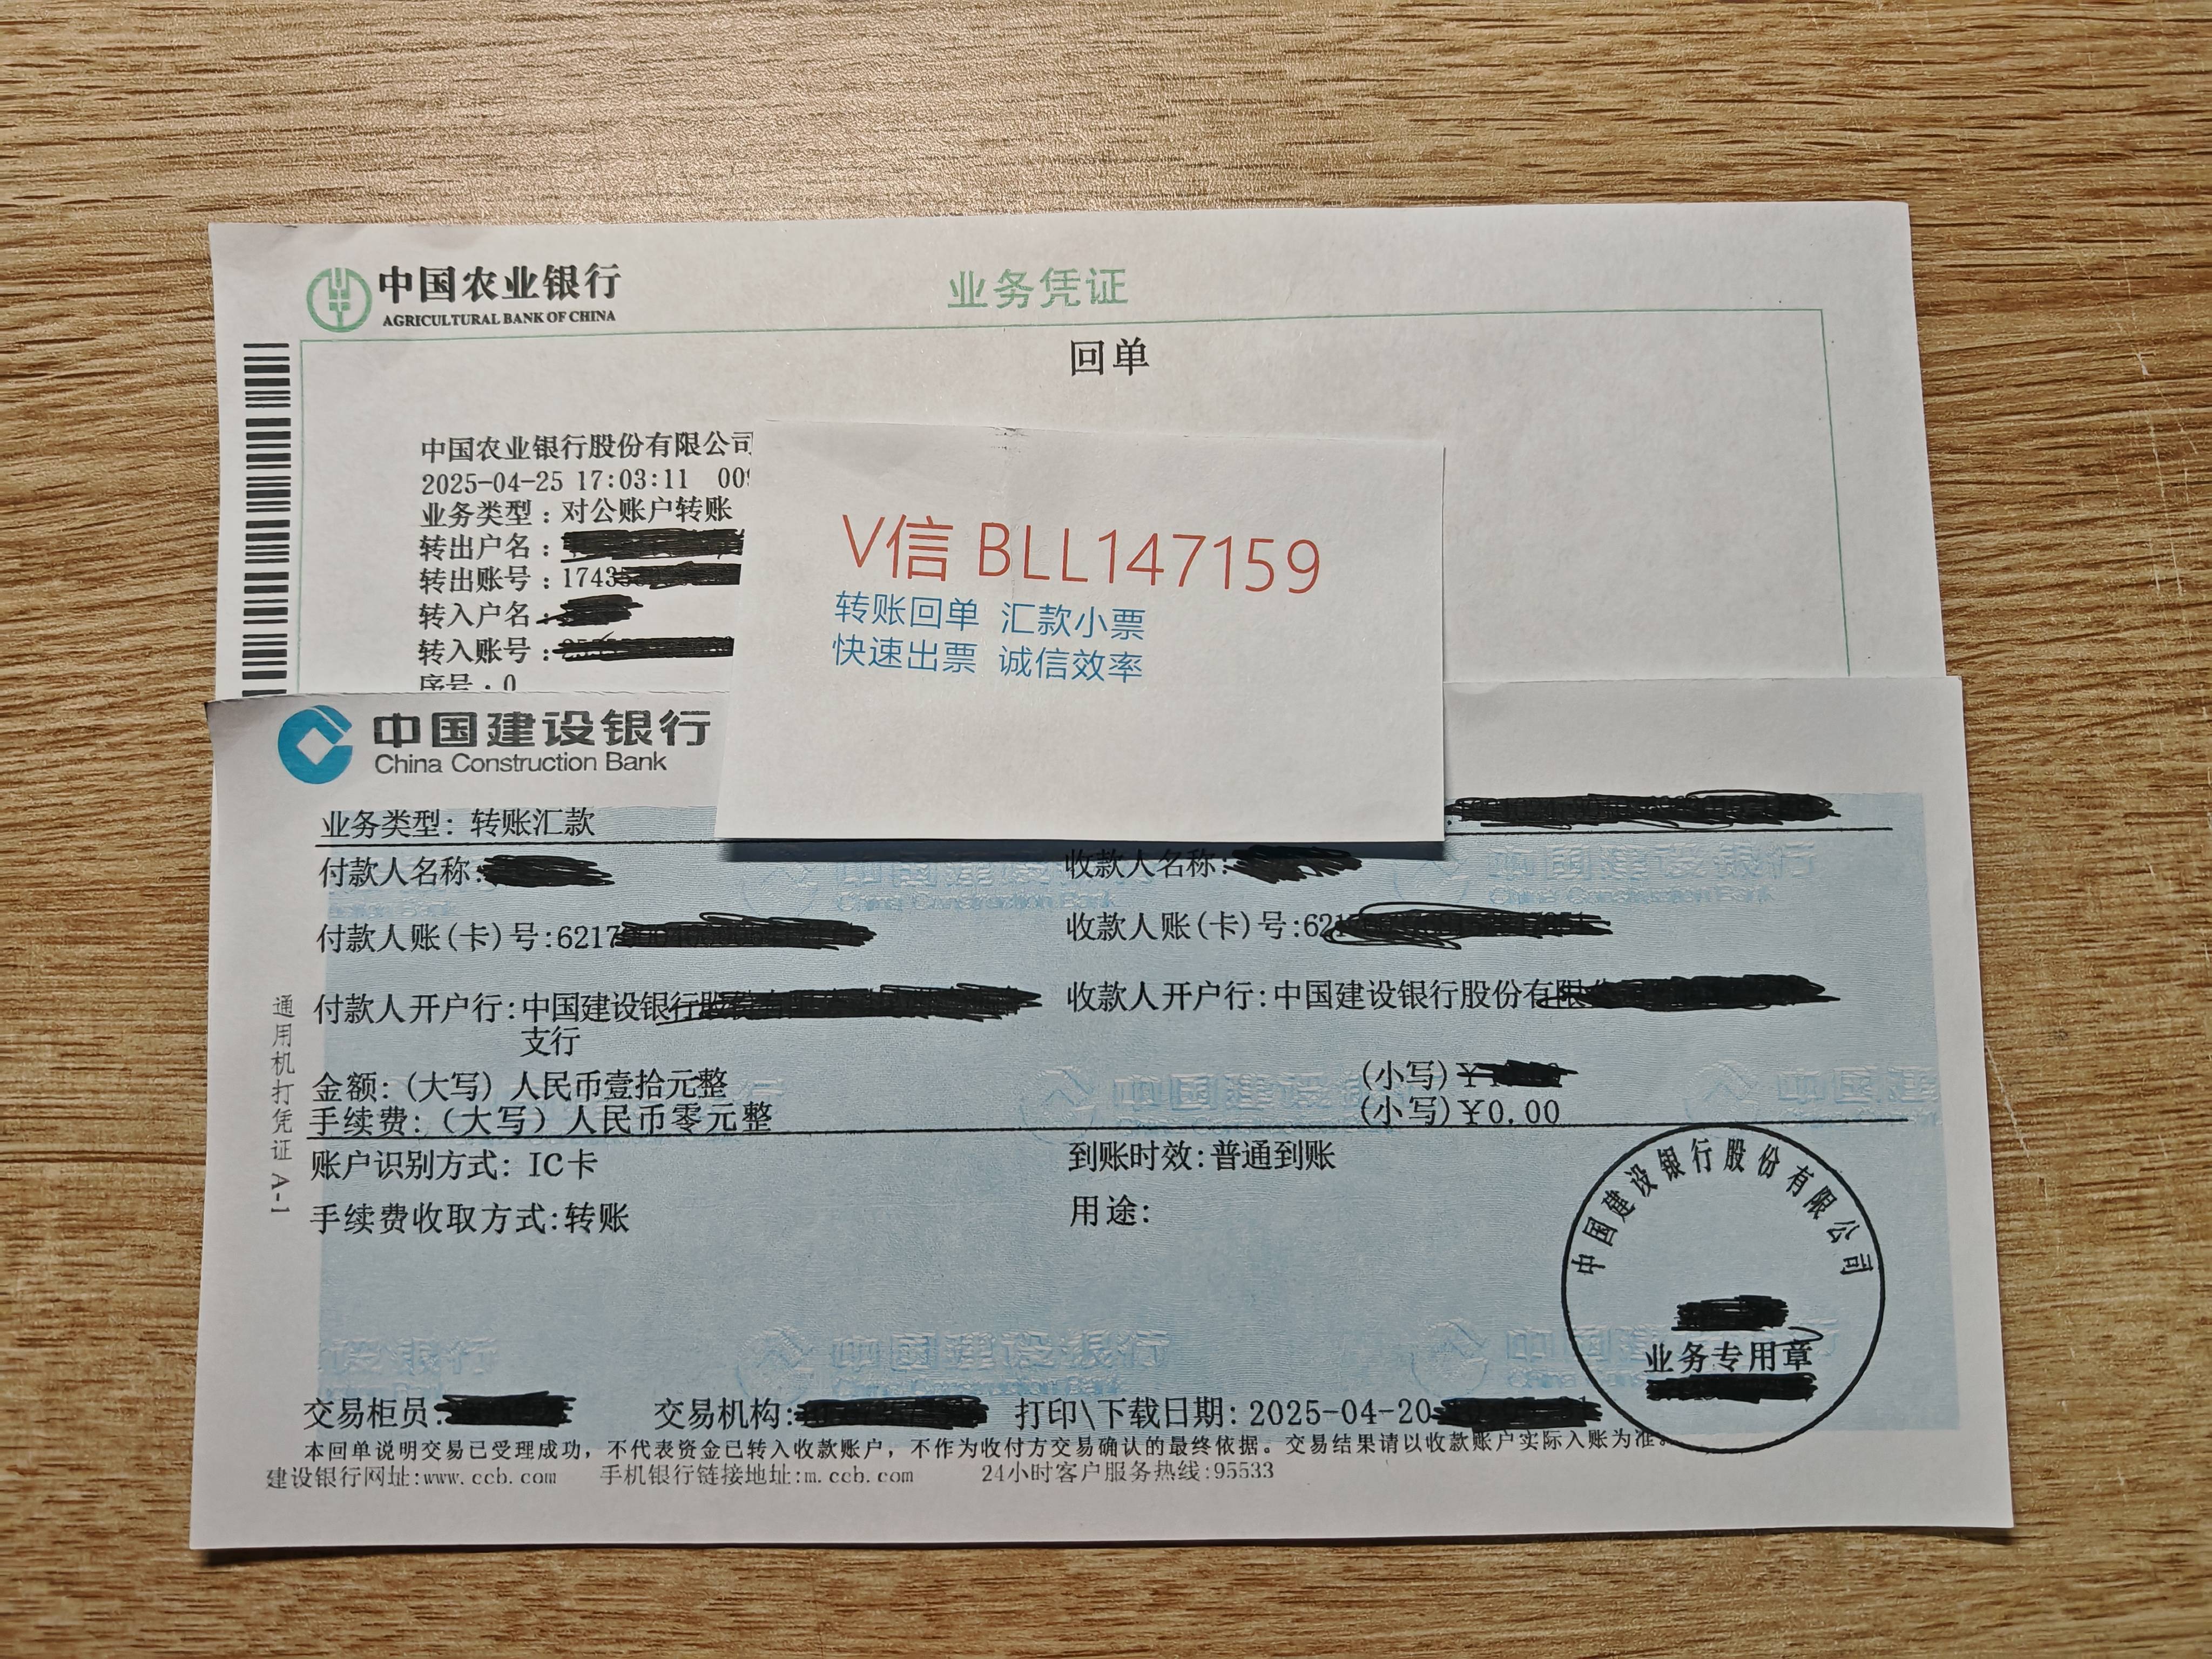 中国农业银行
AGRICULTURAL BANK OF CHINA
业务凭证
回单
中国农业银行股份有限公司
2025-04-25 17:03:11 00
业务类型：对公账户转账
转出户名：
转出账号：1743
转入户名：
转入账号：
序号：0
V信 BLL147159
转账回单 汇款小票
快速出票 诚信效率
中国建设银行
China Construction Bank
业务类型: 转账汇款
付款人名称: 收款人名称:
付款人账(卡)号:6217 收款人账(卡)号:62
付款人开户行:中国建设银行 收款人开户行:中国建设银行股份有限
支行
金额: (大写) 人民币壹拾元整 (小写)¥
手续费: (大写) 人民币零元整 (小写)¥0.00
账户识别方式: IC卡 到账时效:普通到账
手续费收取方式:转账 用途:
通用机打凭证 A-1
中国建设银行股份有限公司
业务专用章
交易柜员: 交易机构: 打印\下载日期: 2025-04-20
本回单说明交易已受理成功，不代表资金已转入收款账户，不作为收付方交易确认的最终依据。交易结果请以收款账户实际入账为准。
建设银行网址:www.ccb.com 手机银行链接地址:m.ccb.com 24小时客户服务热线:95533